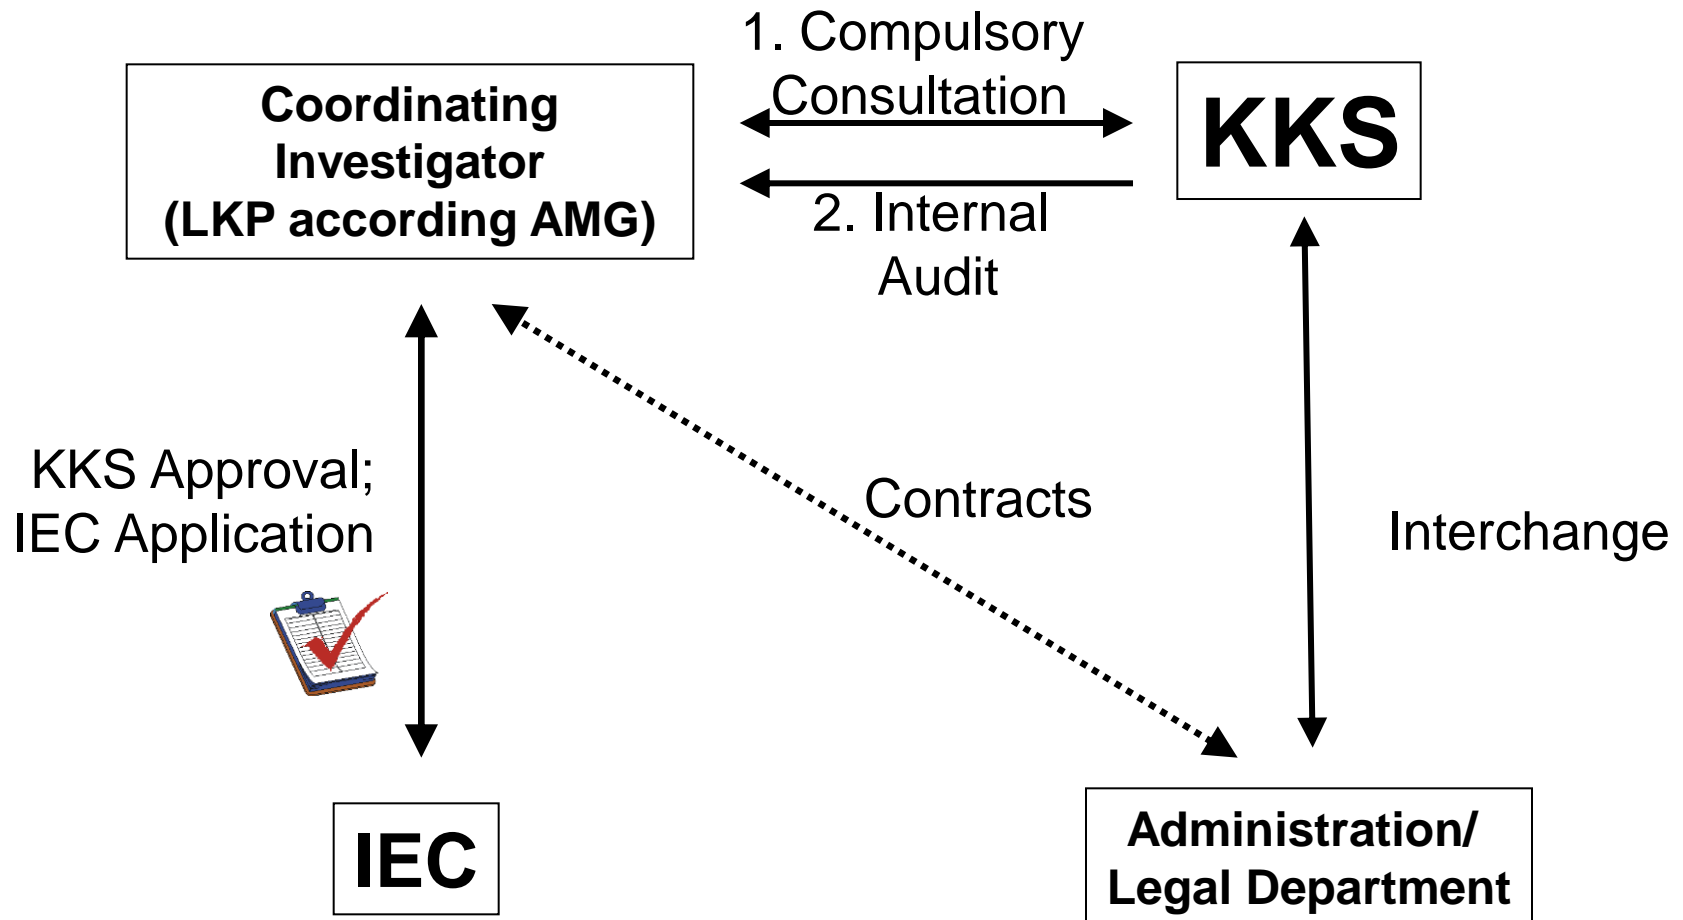 1. Compulsory
Consultation
Coordinating
Investigator
(LKP according AMG)
KKS
2. Internal
Audit
KKS Approval;
IEC Application
Contracts
Interchange
IEC
Administration/
Legal Department